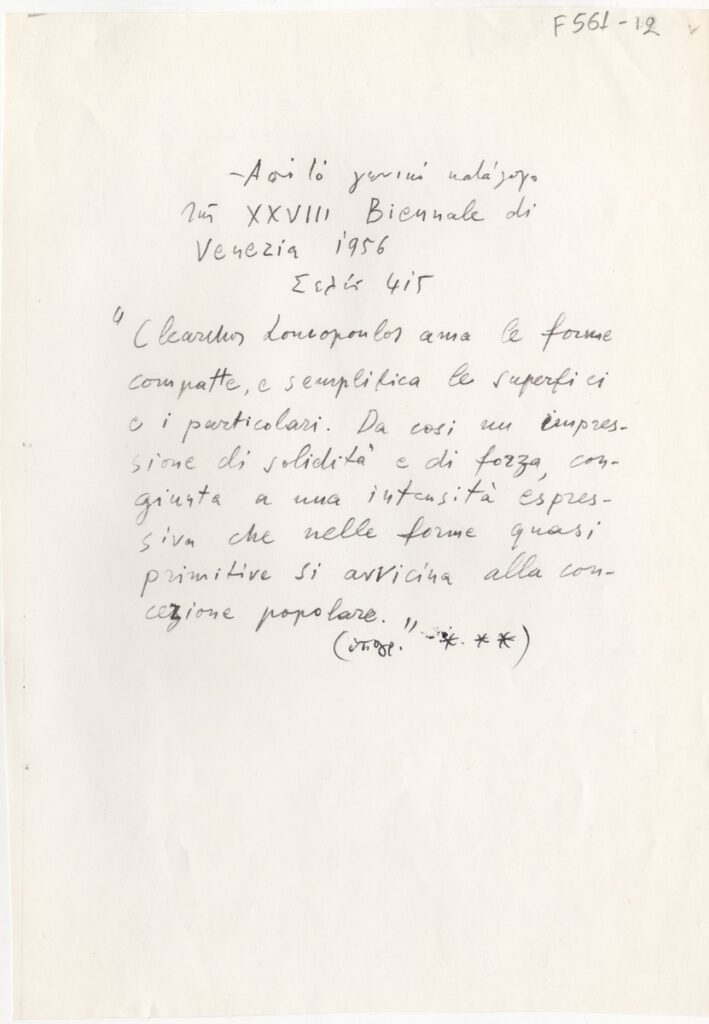 F561-12
- Από το γενικό κατάλογο
της XXVIII Biennale di
Venezia 1956
Σελίς 415
"Clearchos Loucopoulos ama le forme
compatte, e semplifica le superfici
e i particolari. Da cosi un impres-
sione di solidità e di forza, con-
giunta a una intensità espres-
siva che nelle forme quasi
primitive si avvicina alla con-
cezione popolare."
(υπογρ. " *. * *)